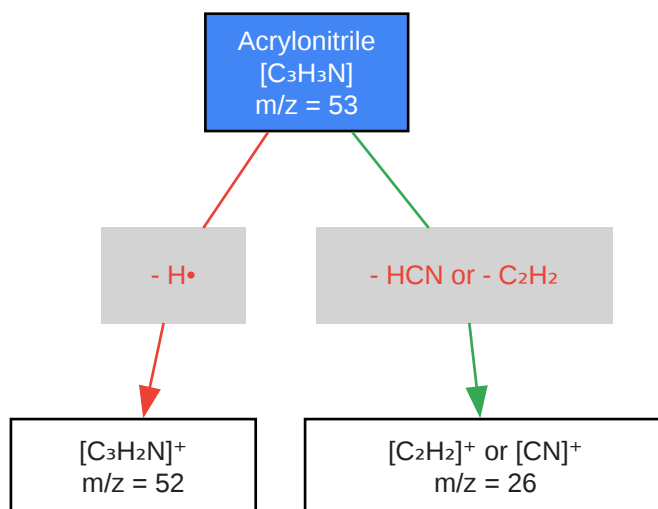 Acrylonitrile
[C₃H₃N]
m/z = 53
- H•
- HCN or - C₂H₂
[C₃H₂N]⁺
m/z = 52
[C₂H₂]⁺ or [CN]⁺
m/z = 26